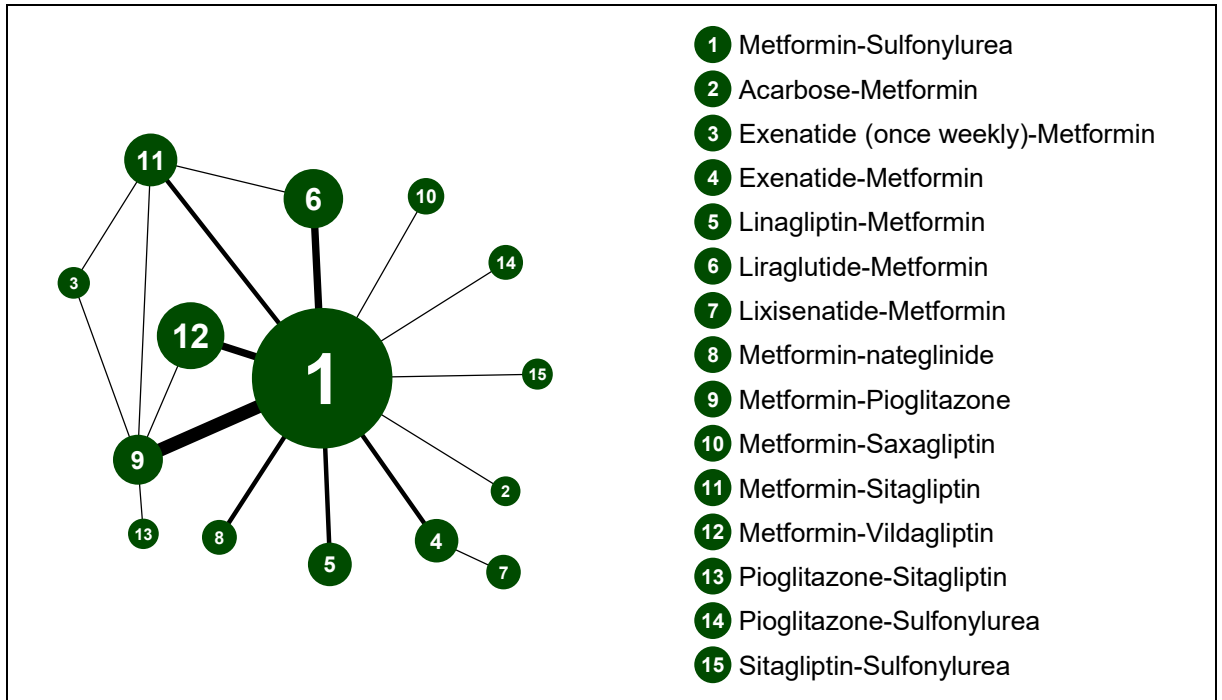 11
6
10
14
3
12
1
15
9
2
13
8
5
4
7
1 Metformin-Sulfonylurea
2 Acarbose-Metformin
3 Exenatide (once weekly)-Metformin
4 Exenatide-Metformin
5 Linagliptin-Metformin
6 Liraglutide-Metformin
7 Lixisenatide-Metformin
8 Metformin-nateglinide
9 Metformin-Pioglitazone
10 Metformin-Saxagliptin
11 Metformin-Sitagliptin
12 Metformin-Vildagliptin
13 Pioglitazone-Sitagliptin
14 Pioglitazone-Sulfonylurea
15 Sitagliptin-Sulfonylurea